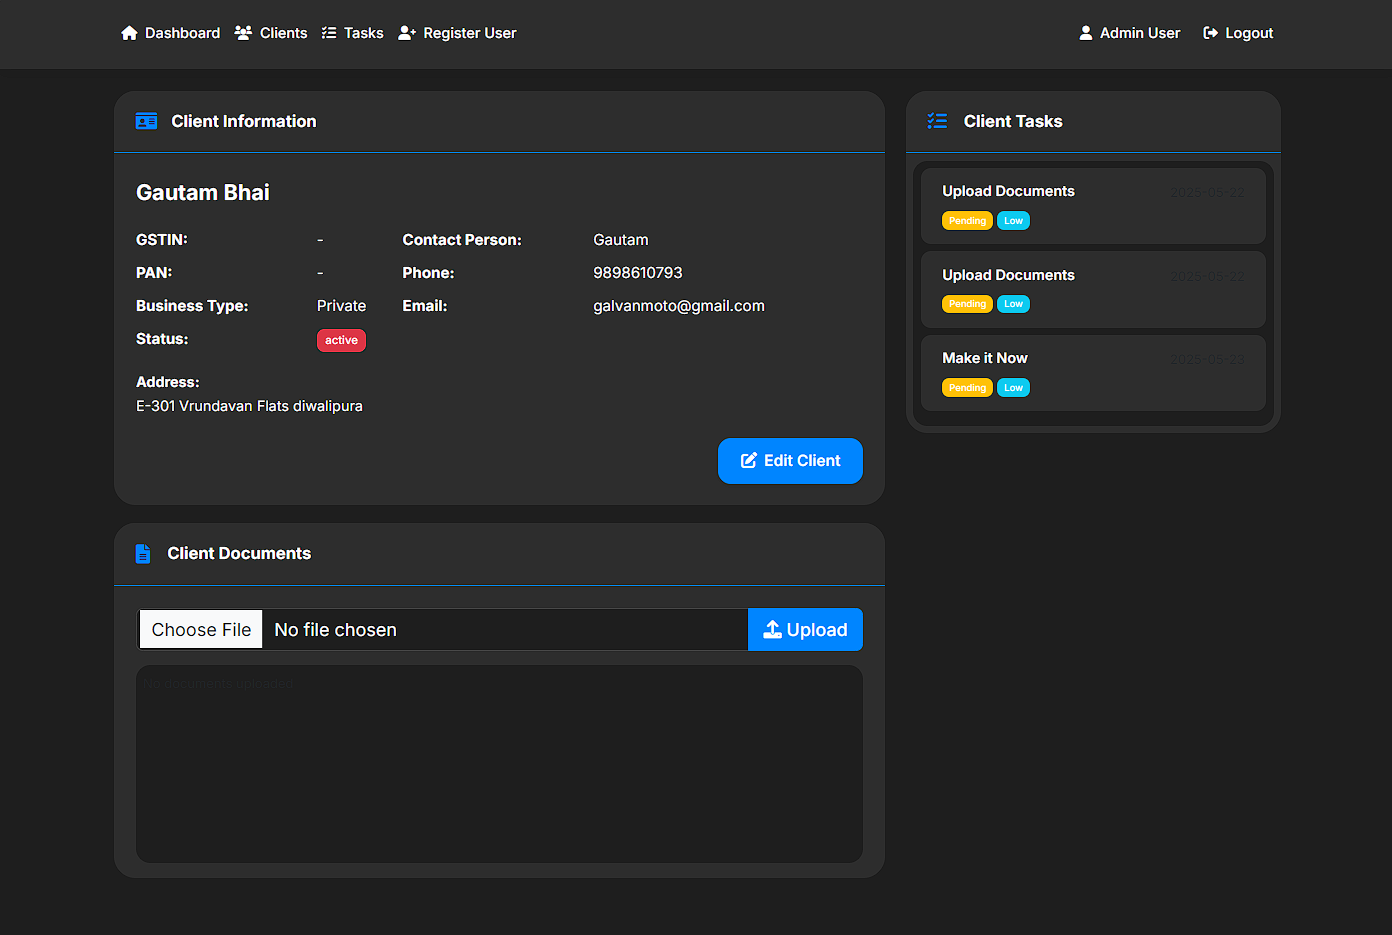 Dashboard Clients Tasks Register User Admin User Logout
Client Information
Gautam Bhai
GSTIN: - Contact Person: Gautam
PAN: - Phone: 9898610793
Business Type: Private Email: galvanmoto@gmail.com
Status: active
Address:
E-301 Vrundavan Flats diwalipura
Edit Client
Client Documents
Choose File No file chosen Upload
No documents uploaded
Client Tasks
Upload Documents 2025-05-22
Pending Low
Upload Documents 2025-05-22
Pending Low
Make it Now 2025-05-23
Pending Low